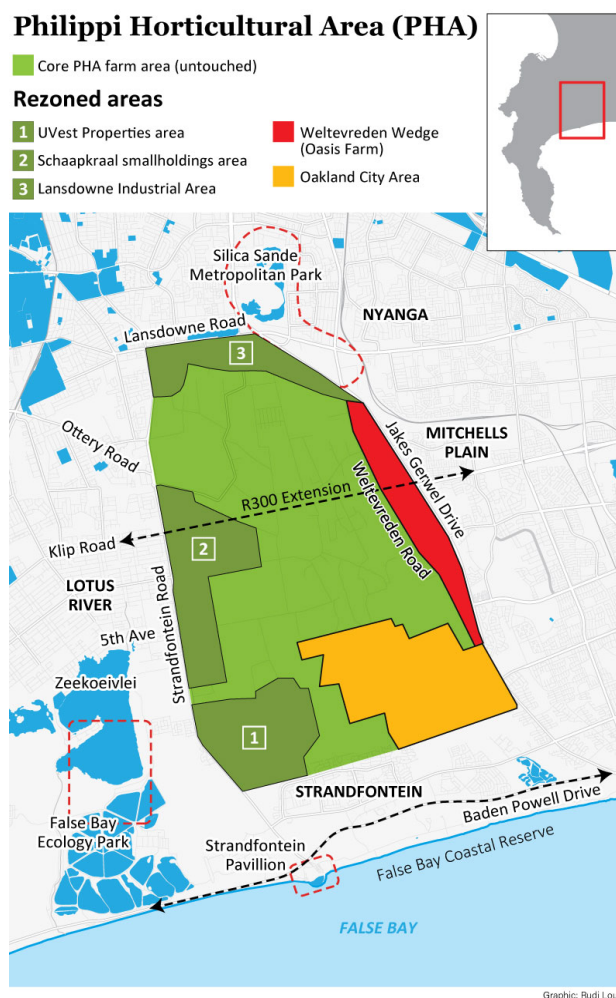 Philippi Horticultural Area (PHA)
Core PHA farm area (untouched)
Rezoned areas
1 UVest Properties area
2 Schaapkraal smallholdings area
3 Lansdowne Industrial Area
Weltevreden Wedge
(Oasis Farm)
Oakland City Area
Silica Sande
Metropolitan Park
NYANGA
Lansdowne Road
3
Ottery Road
MITCHELLS
PLAIN
Jakes Gerwel Drive
R300 Extension
Weltevreden Road
Klip Road
2
LOTUS
RIVER
Strandfontein Road
5th Ave
Zeekoeivlei
1
STRANDFONTEIN
False Bay
Ecology Park
Strandfontein
Pavillion
Baden Powell Drive
False Bay Coastal Reserve
FALSE BAY
Graphic: Rudi Lou